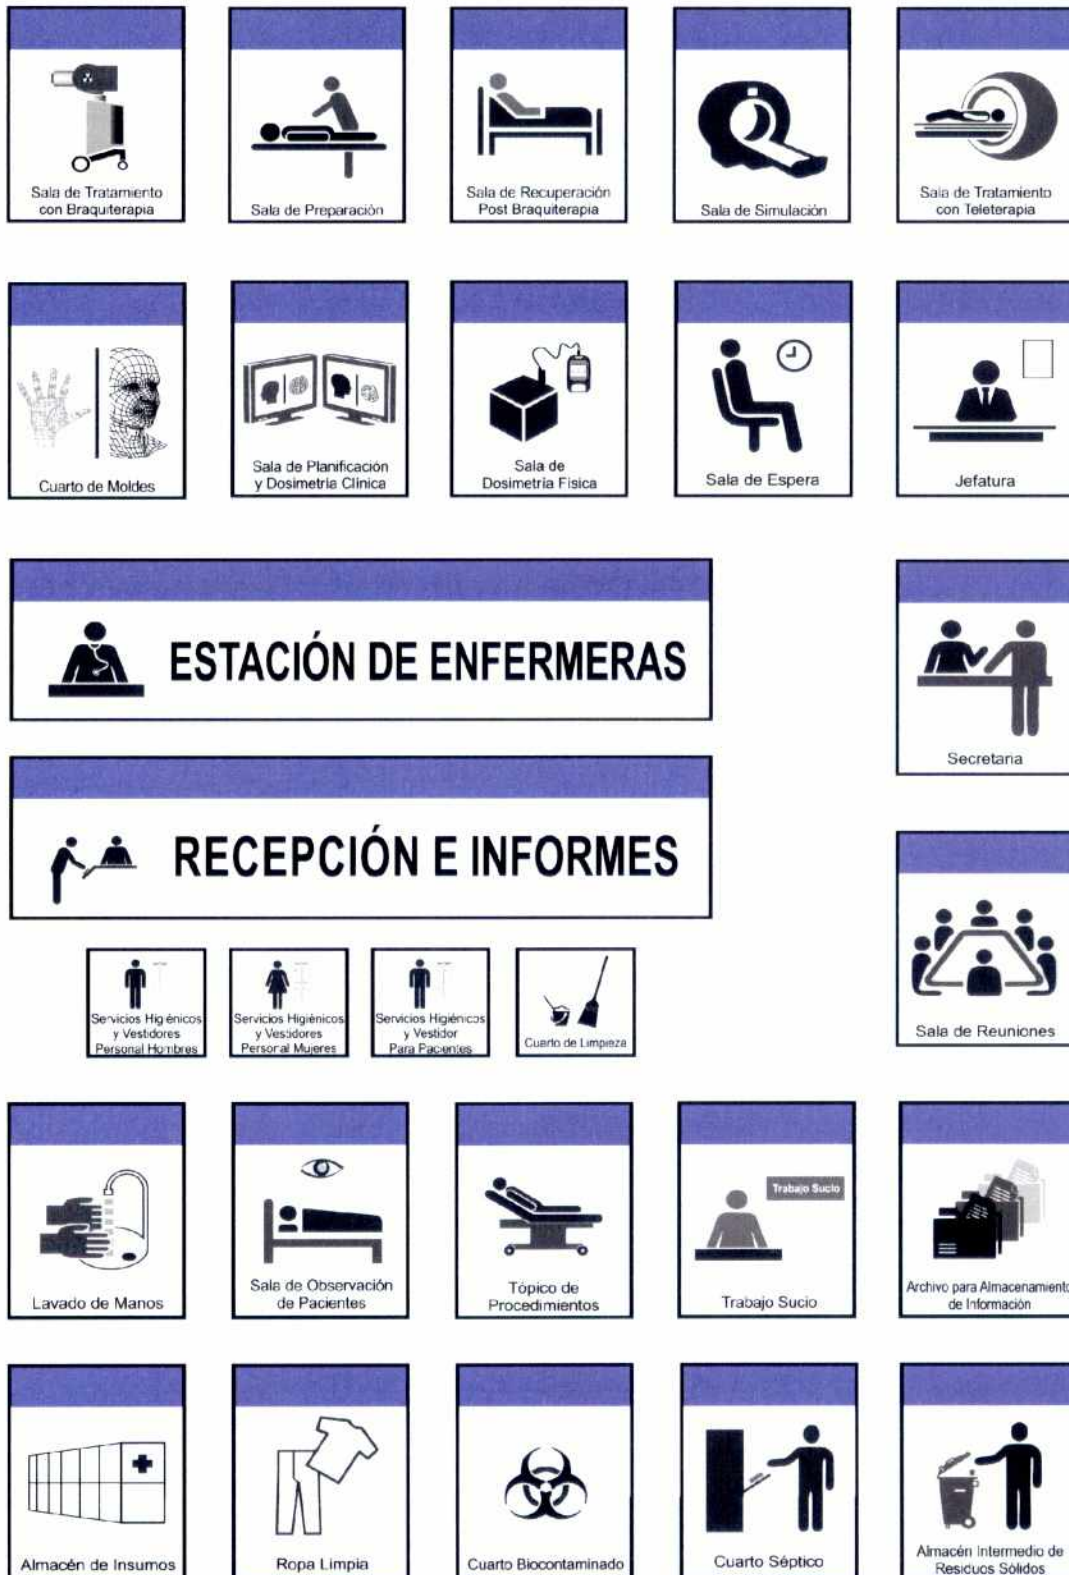 Sala de Tratamiento
con Braquiterapia
Sala de Preparación
Sala de Recuperación
Post Braquiterapia
Sala de Simulación
Sala de Tratamiento
con Teleterapia
Cuarto de Moldes
Sala de Planificación
y Dosimetría Clínica
Sala de
Dosimetría Física
Sala de Espera
Jefatura
ESTACIÓN DE ENFERMERAS
Secretaria
RECEPCIÓN E INFORMES
Sala de Reuniones
Servicios Higiénicos
y Vestidores
Personal Hombres
Servicios Higiénicos
y Vestidores
Personal Mujeres
Servicios Higiénicos
y Vestidor
Para Pacientes
Cuarto de Limpieza
Lavado de Manos
Sala de Observación
de Pacientes
Tópico de
Procedimientos
Trabajo Sucio
Trabajo Sucio
Archivo para Almacenamiento
de Información
Almacén de Insumos
Ropa Limpia
Cuarto Biocontaminado
Cuarto Séptico
Almacén Intermedio de
Residuos Sólidos